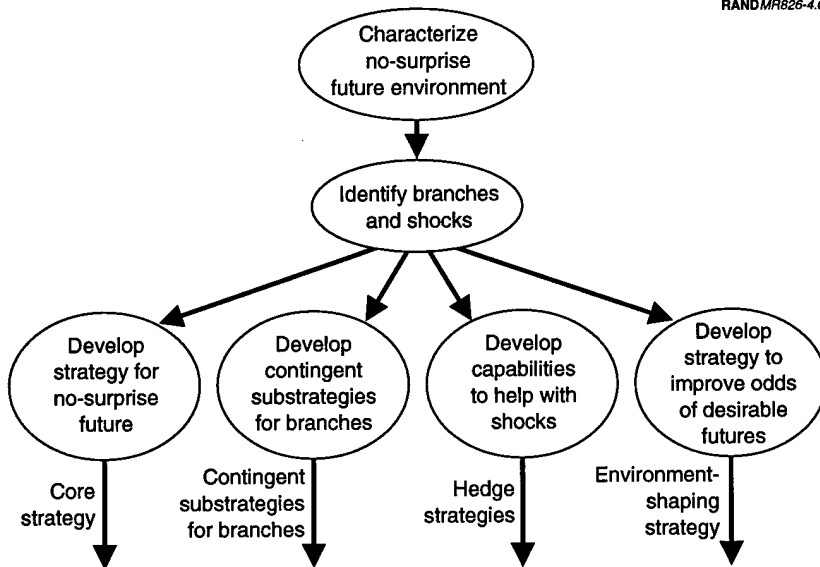 RAND MR826-4.
Characterize
no-surprise
future environment
Identify branches
and shocks
Develop
strategy for
no-surprise
future
Develop
contingent
substrategies
for branches
Develop
capabilities
to help with
shocks
Develop
strategy to
improve odds
of desirable
futures
Core
strategy
Contingent
substrategies
for branches
Hedge
strategies
Environment-
shaping
strategy